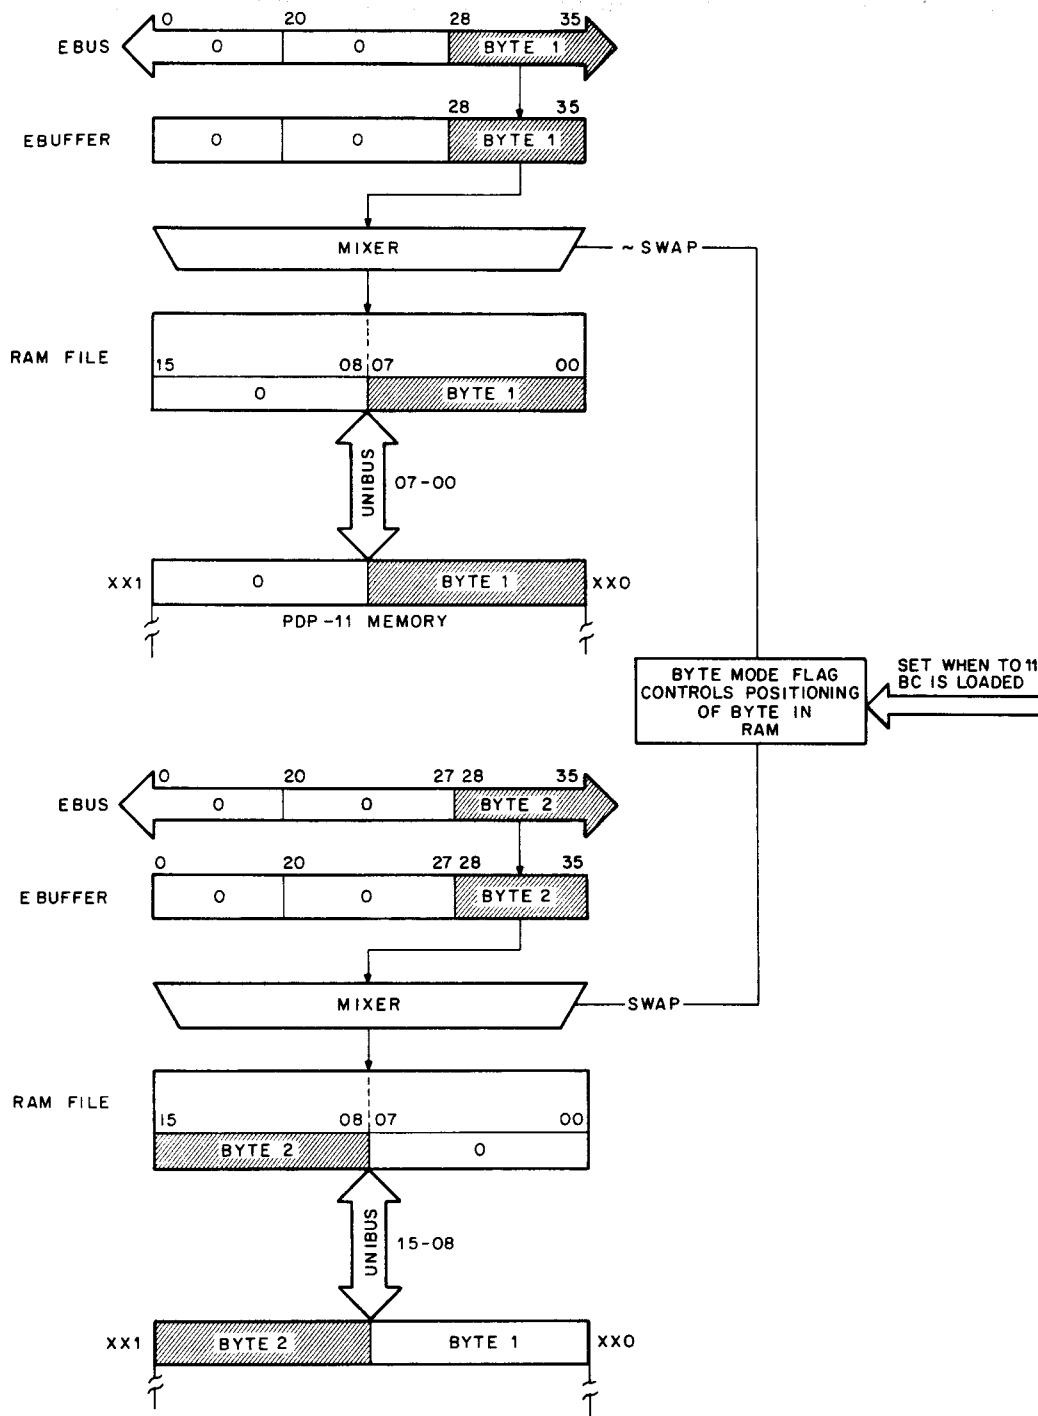 0 20 28 35
EBUS 0 0 BYTE 1
28 35
EBUFFER 0 0 BYTE 1
MIXER ~SWAP
RAM FILE
15 08 07 00
0 BYTE 1
UNIBUS 07-00
XX1 0 BYTE 1 XX0
PDP-11 MEMORY
BYTE MODE FLAG
CONTROLS POSITIONING
OF BYTE IN
RAM
SET WHEN TO 11
BC IS LOADED
0 20 27 28 35
EBUS 0 0 BYTE 2
0 20 27 28 35
EBUFFER 0 0 BYTE 2
MIXER SWAP
RAM FILE
15 08 07 00
BYTE 2 0
UNIBUS 15-08
XX1 BYTE 2 BYTE 1 XX0